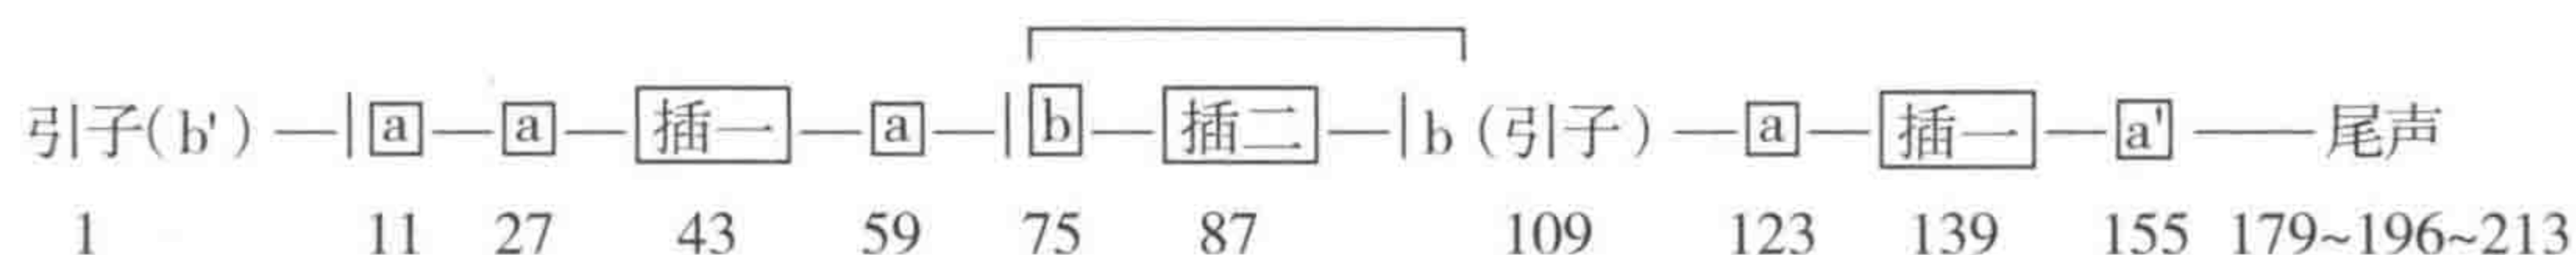 引子(b')—|a—a—插一—a—|b—插二—|b(引子)—a—插一—a'——尾声
1 11 27 43 59 75 87 109 123 139 155 179~196~213